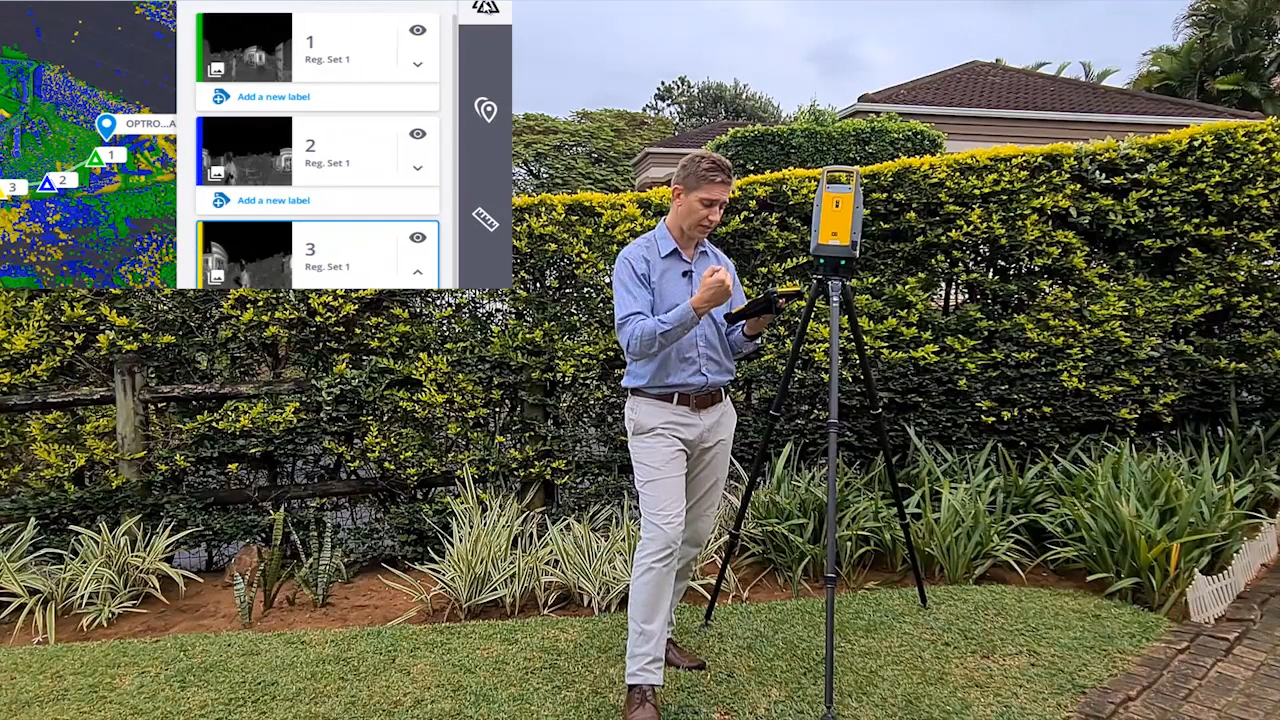 1
Reg. Set 1
Add a new label
OPTRO...A
1
2
3
2
Reg. Set 1
Add a new label
3
Reg. Set 1